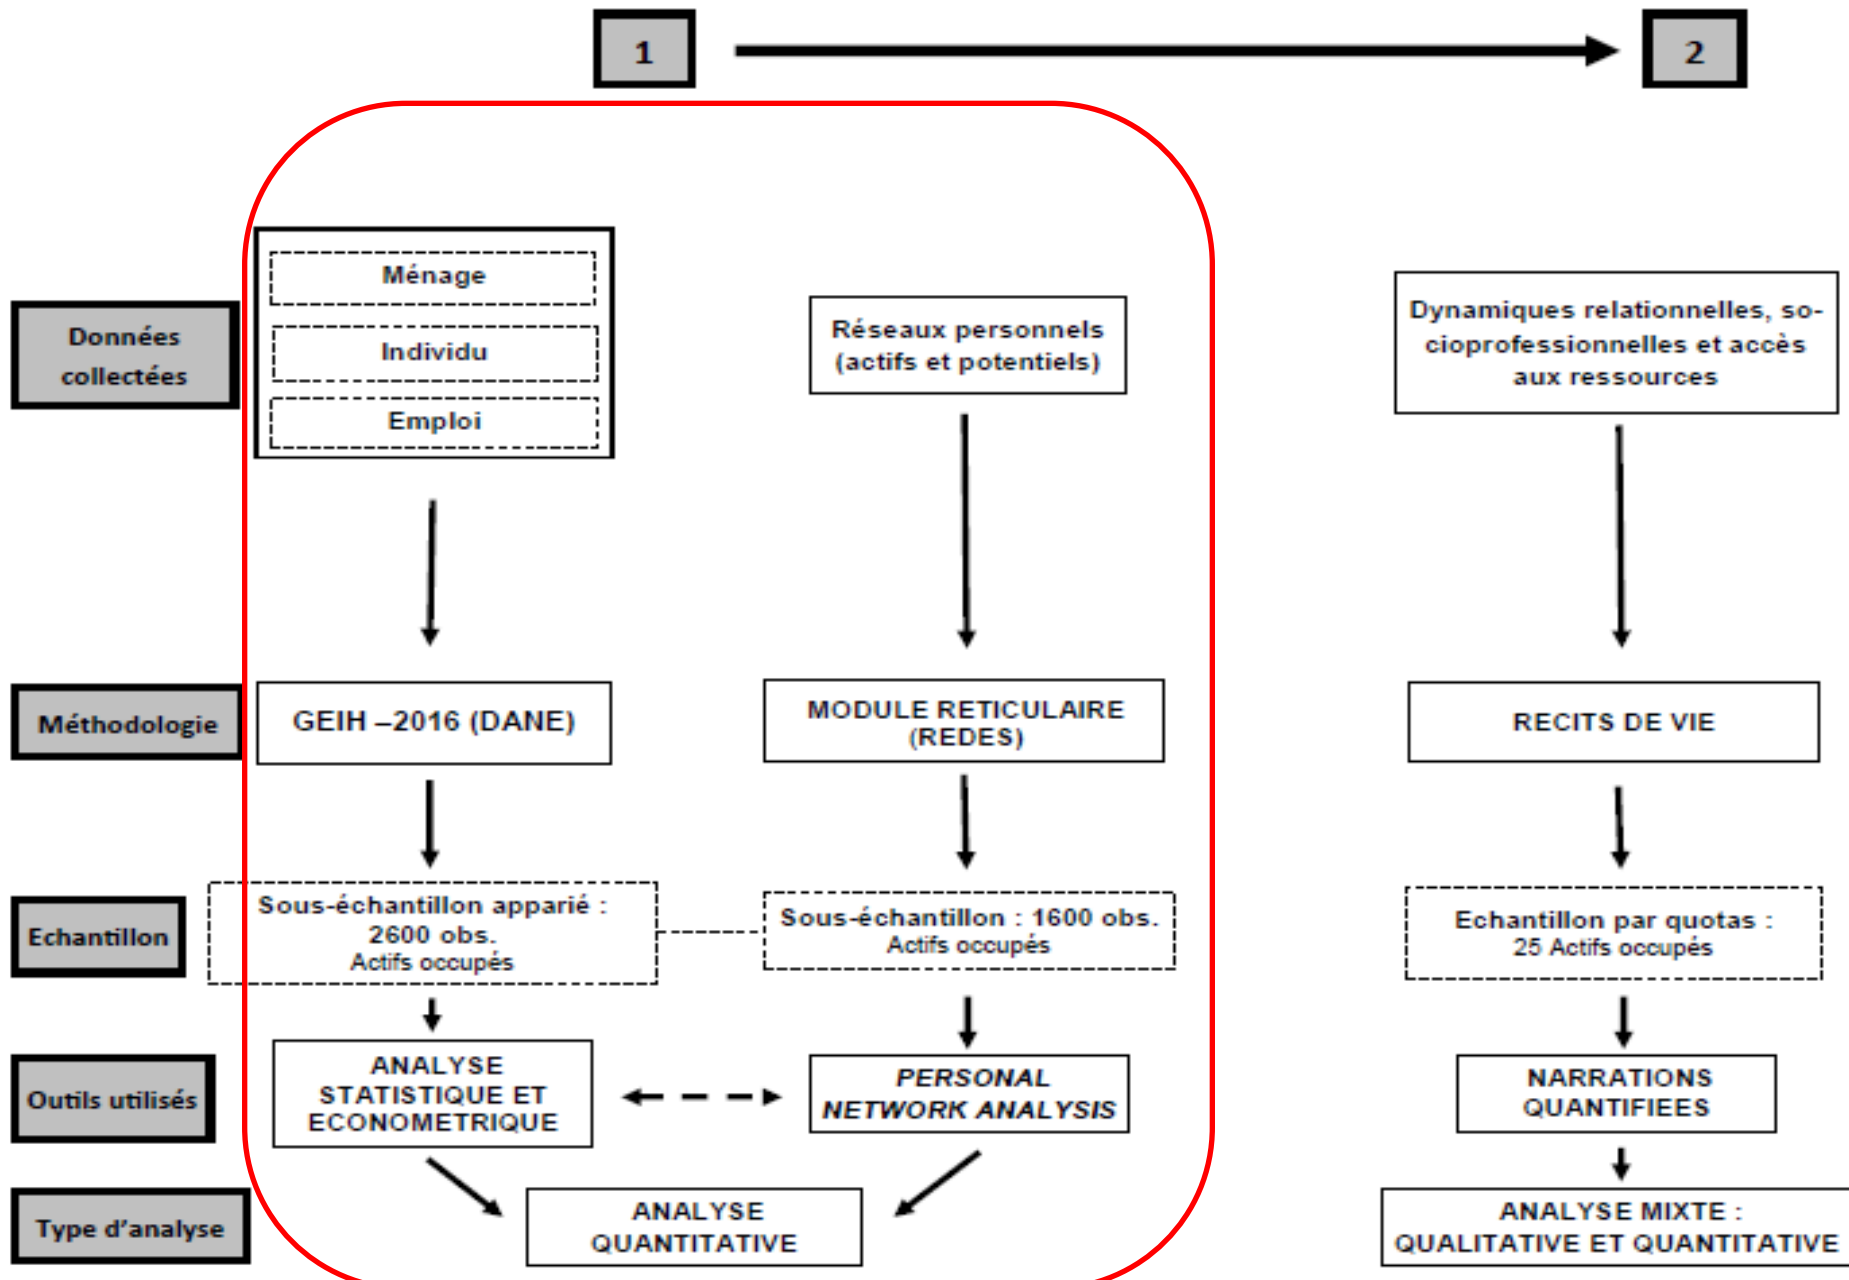 1
2
Données
collectées
Ménage
Individu
Emploi
Réseaux personnels
(actifs et potentiels)
Dynamiques relationnelles, so-
cioprofessionnelles et accès
aux ressources
Méthodologie
GEIH –2016 (DANE)
MODULE RETICULAIRE
(REDES)
RECITS DE VIE
Echantillon
Sous-échantillon apparié :
2600 obs.
Actifs occupés
Sous-échantillon : 1600 obs.
Actifs occupés
Echantillon par quotas :
25 Actifs occupés
Outils utilisés
ANALYSE
STATISTIQUE ET
ECONOMETRIQUE
PERSONAL
NETWORK ANALYSIS
NARRATIONS
QUANTIFIEES
Type d’analyse
ANALYSE
QUANTITATIVE
ANALYSE MIXTE :
QUALITATIVE ET QUANTITATIVE